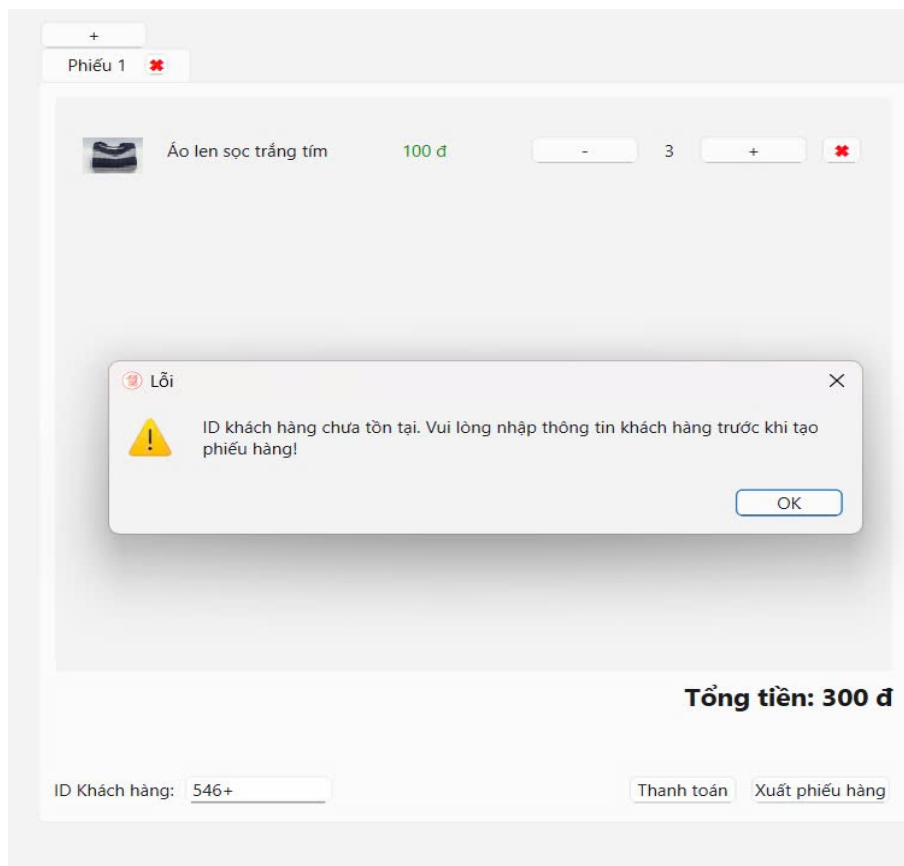 +
Phiếu 1 ✖
Áo len sọc trắng tím 100 đ - 3 + ✖
Lỗi
ID khách hàng chưa tồn tại. Vui lòng nhập thông tin khách hàng trước khi tạo
phiếu hàng!
OK
Tổng tiền: 300 đ
ID Khách hàng: 546+ Thanh toán Xuất phiếu hàng